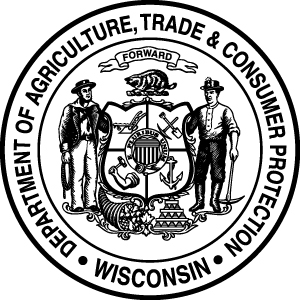 DEPARTMENT OF AGRICULTURE, TRADE & CONSUMER PROTECTION
• WISCONSIN •
FORWARD